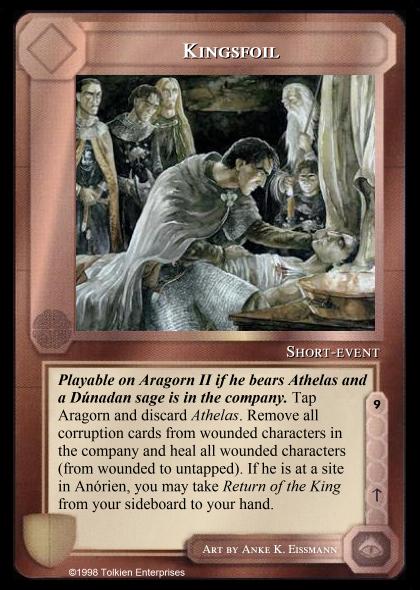 Kingsfoil
Short-event
Playable on Aragorn II if he bears Athelas and
a Dúnadan sage is in the company. Tap
Aragorn and discard Athelas. Remove all
corruption cards from wounded characters in
the company and heal all wounded characters
(from wounded to untapped). If he is at a site
in Anórien, you may take Return of the King
from your sideboard to your hand.
9
Art by Anke K. Eissmann
©1998 Tolkien Enterprises